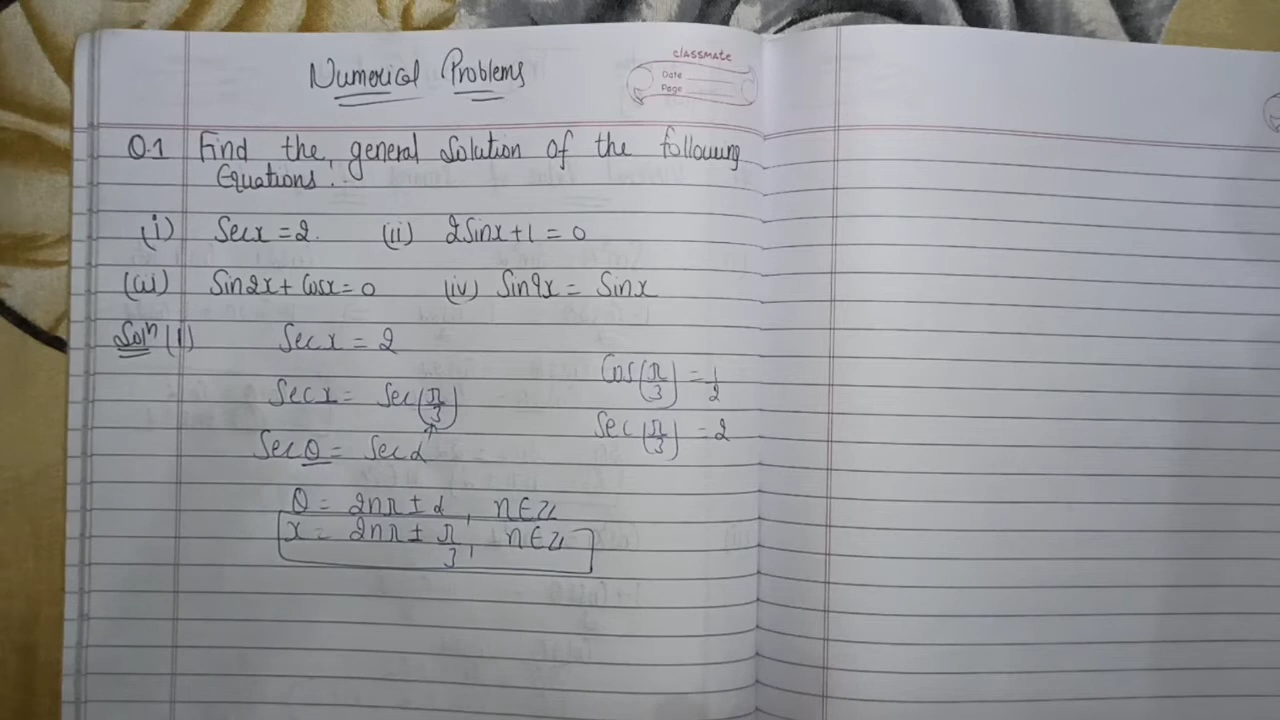 Numerical Problems
classmate
Date
Page
Q.1 Find the general Solution of the following
Equations:
(i) Secx = 2. (ii) 2Sinx+1 = 0
(iii) Sin2x + Cosx = 0 (iv) Sin9x = Sinx
Solⁿ (i) Secx = 2
Cos(π/3) = 1/2
Secx = Sec(π/3)
Sec(π/3) = 2
Secθ = Secα
θ = 2nπ ± α, n∈Z
x = 2nπ ± π/3, n∈Z